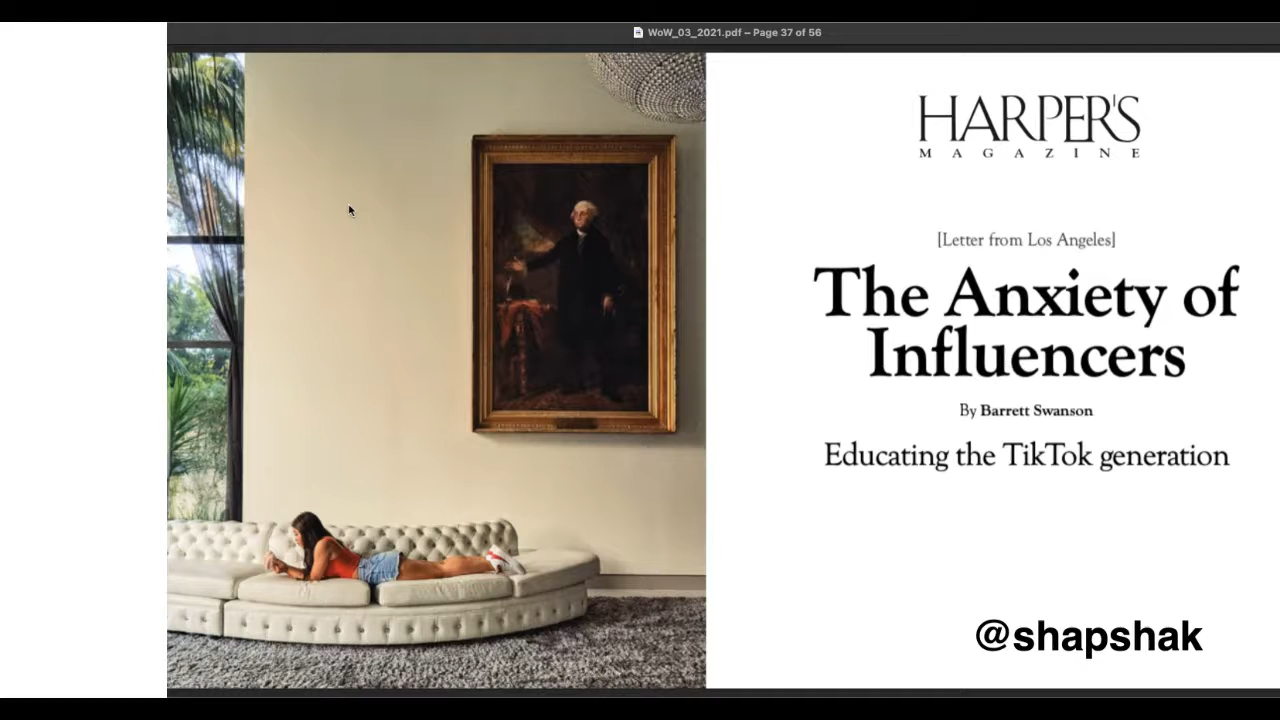 WoW_03_2021.pdf – Page 37 of 56
HARPER'S
MAGAZINE
[Letter from Los Angeles]
The Anxiety of
Influencers
By Barrett Swanson
Educating the TikTok generation
@shapshak